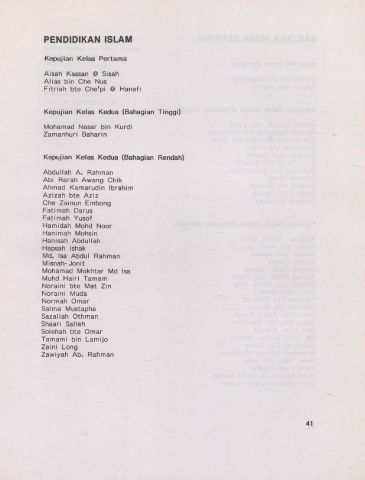 PENDIDIKAN ISLAM
Kepujian Kelas Pertama
Aisah Kassan @ Sisah
Alias bin Che Nus
Fitriah bte Che'pi @ Hanafi
Kepujian Kelas Kedua (Bahagian Tinggi)
Mohamad Nasar bin Kurdi
Zamanhuri Baharin
Kepujian Kelas Kedua (Bahagian Rendah)
Abdullah A. Rahman
Abi Rerah Awang Chik
Ahmad Kamarudin Ibrahim
Azizah bte Aziz
Che Zainun Embong
Fatimah Darus
Fatimah Yusof
Hamidah Mohd Noor
Hanimah Mohsin
Hanisah Abdullah
Hapsah Ishak
Md. Isa Abdul Rahman
Misnah Jonit
Mohamad Mokhtar Md Isa
Muhd Hairi Tamam
Noraini bte Mat Zin
Noraini Muda
Normah Omar
Salma Mustapha
Sazallah Othman
Shaari Salleh
Solehah bte Omar
Tamami bin Lamijo
Zaini Long
Zawiyah Ab. Rahman
41